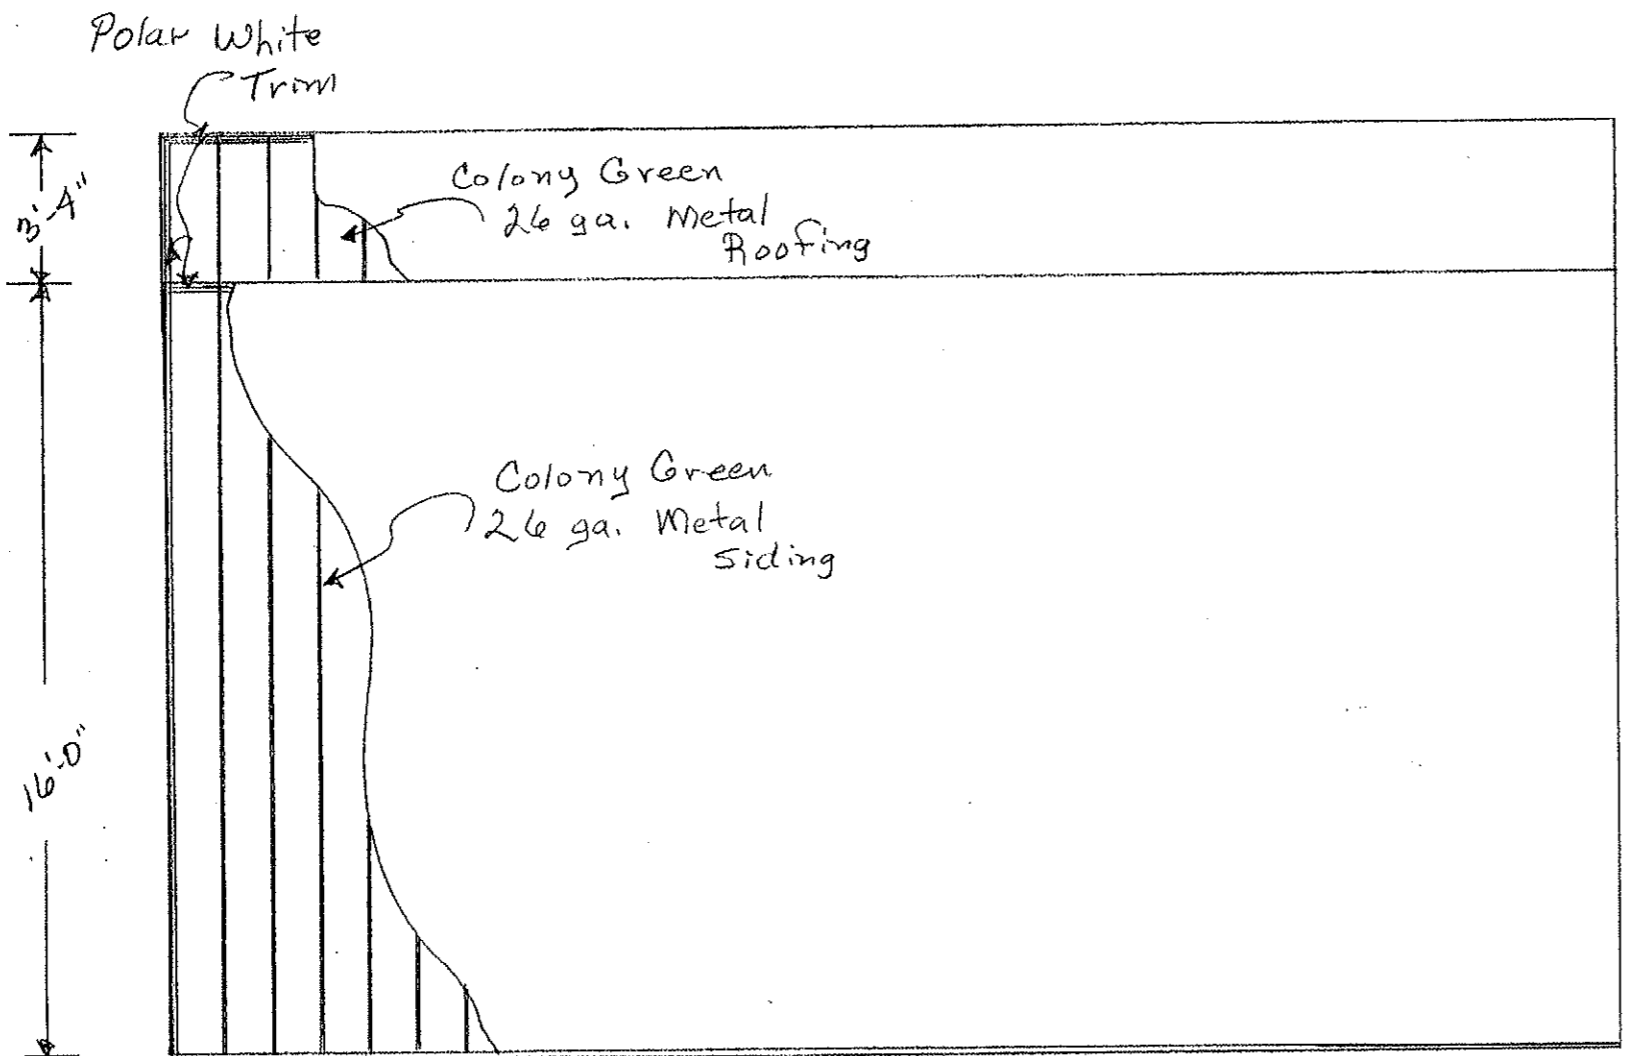 Polar White
Trim
3'-4"
Colony Green
26 ga. Metal
Roofing
Colony Green
26 ga. Metal
Siding
16'-0"